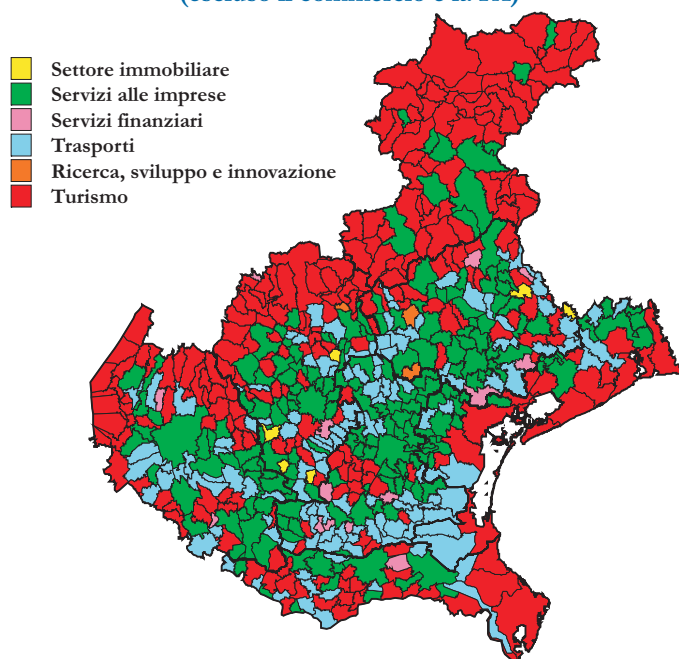 Settore immobiliare
Servizi alle imprese
Servizi finanziari
Trasporti
Ricerca, sviluppo e innovazione
Turismo